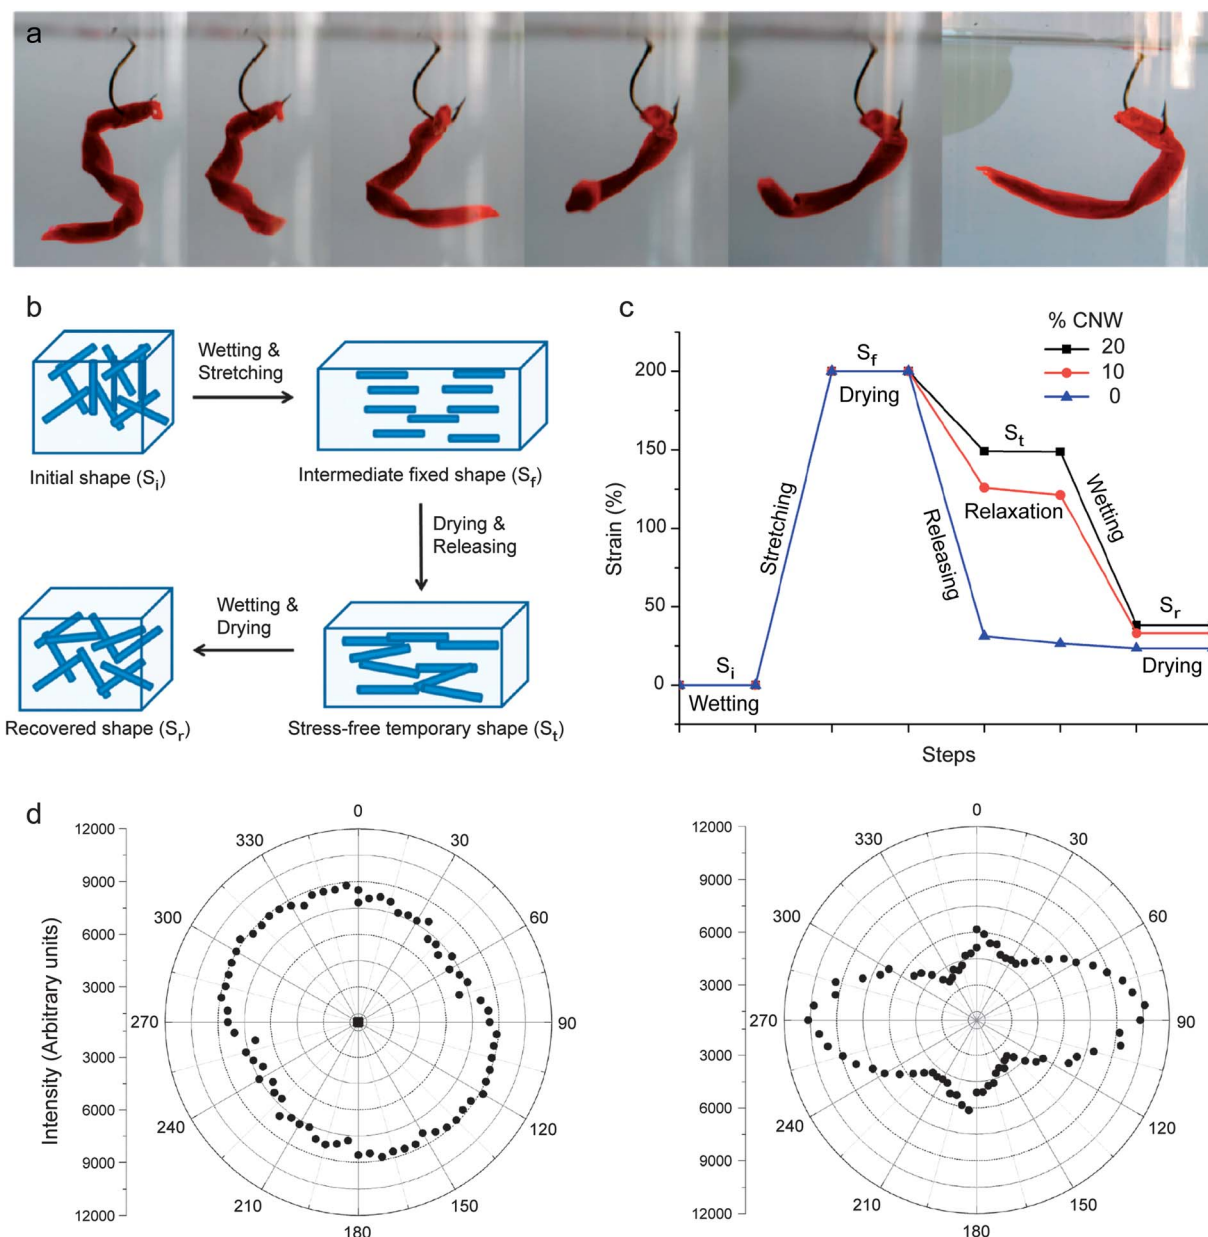 a
b
Wetting &
Stretching
Initial shape (Si)
Intermediate fixed shape (Sf)
Drying &
Releasing
Wetting &
Drying
Recovered shape (Sr)
Stress-free temporary shape (St)
c
% CNW
20
10
0
Strain (%)
200
150
100
50
0
Sf
Drying
Stretching
Releasing
St
Relaxation
Wetting
Sr
Drying
Si
Wetting
Steps
d
Intensity (Arbitrary units)
12000
9000
6000
3000
0
3000
6000
9000
12000
0
30
60
90
120
150
180
210
240
270
300
330
12000
9000
6000
3000
0
3000
6000
9000
12000
0
30
60
90
120
150
180
210
240
270
300
330